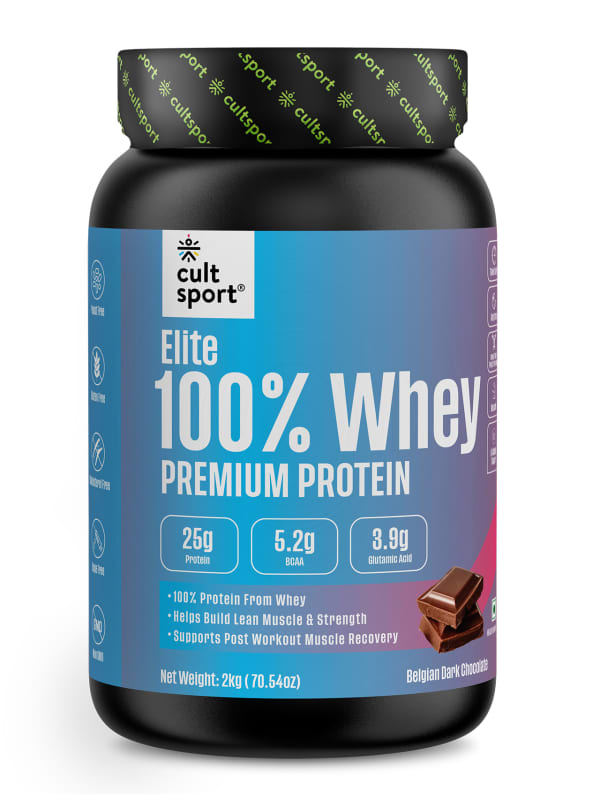 cultsport
cult
sport®
Elite
100% Whey
PREMIUM PROTEIN
25g
Protein
5.2g
BCAA
3.9g
Glutamic Acid
• 100% Protein From Whey
• Helps Build Lean Muscle & Strength
• Supports Post Workout Muscle Recovery
Net Weight: 2kg ( 70.54oz)
Belgian Dark Chocolate